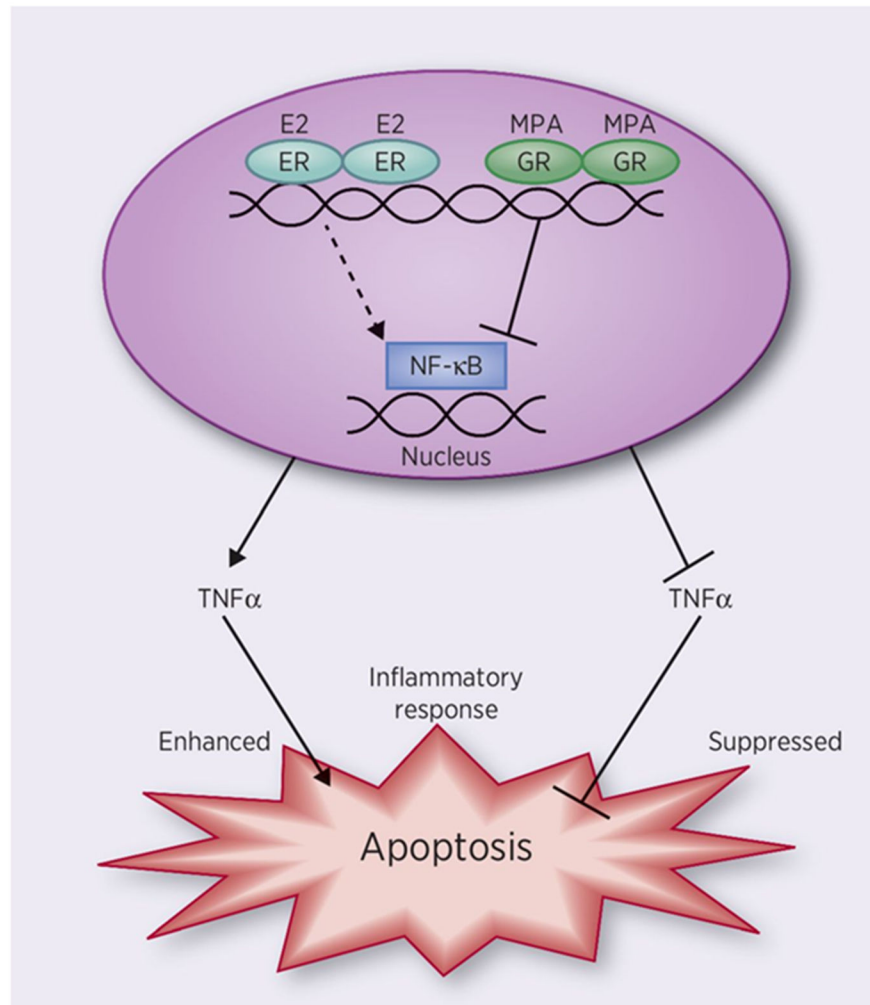 E2 E2 MPA MPA
ER ER GR GR
NF-κB
Nucleus
TNFα TNFα
Inflammatory
response
Enhanced Suppressed
Apoptosis